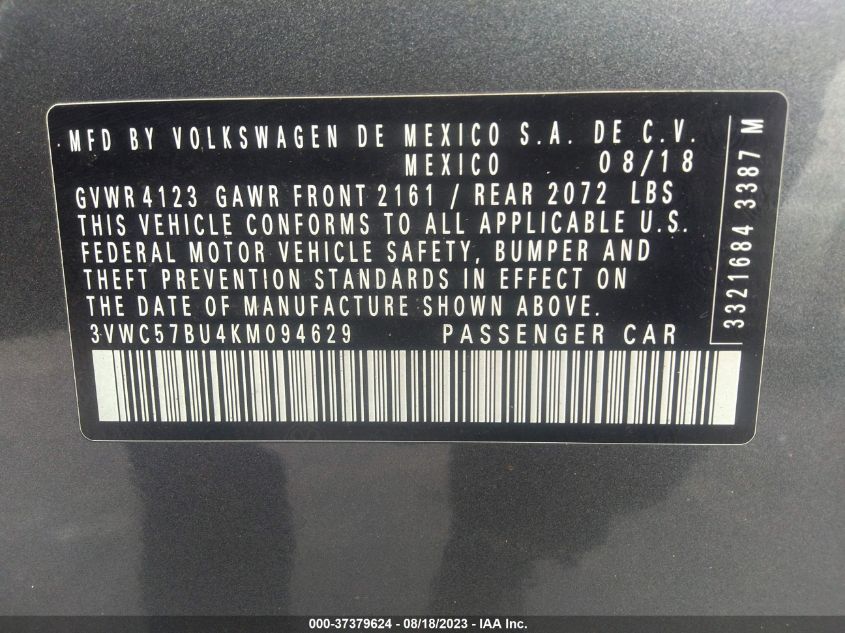 MFD BY VOLKSWAGEN DE MEXICO S.A. DE C.V.
MEXICO 08/18
GVWR 4123 GAWR FRONT 2161 / REAR 2072 LBS
THIS VEHICLE CONFORMS TO ALL APPLICABLE U.S.
FEDERAL MOTOR VEHICLE SAFETY, BUMPER AND
THEFT PREVENTION STANDARDS IN EFFECT ON
THE DATE OF MANUFACTURE SHOWN ABOVE.
3VWC57BU4KM094629 PASSENGER CAR
3321684 3387 M
000-37379624 - 08/18/2023 - IAA Inc.